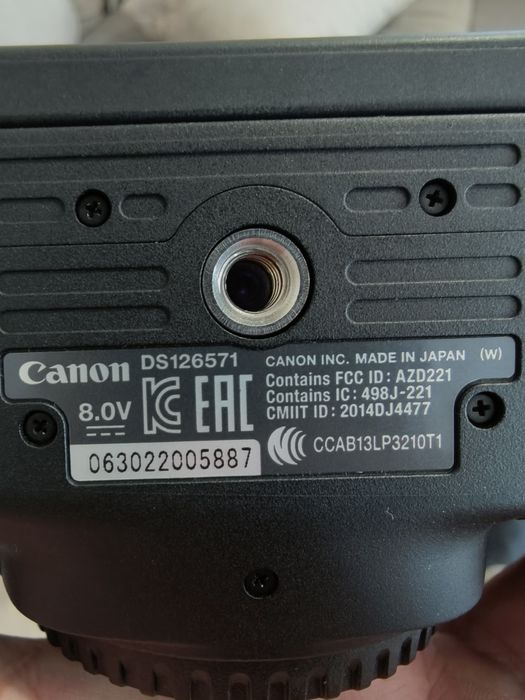 Canon DS126571 CANON INC. MADE IN JAPAN (W)
8.0V EAC Contains FCC ID : AZD221
Contains IC : 498J-221
CMIIT ID : 2014DJ4477
063022005887 CCAB13LP3210T1